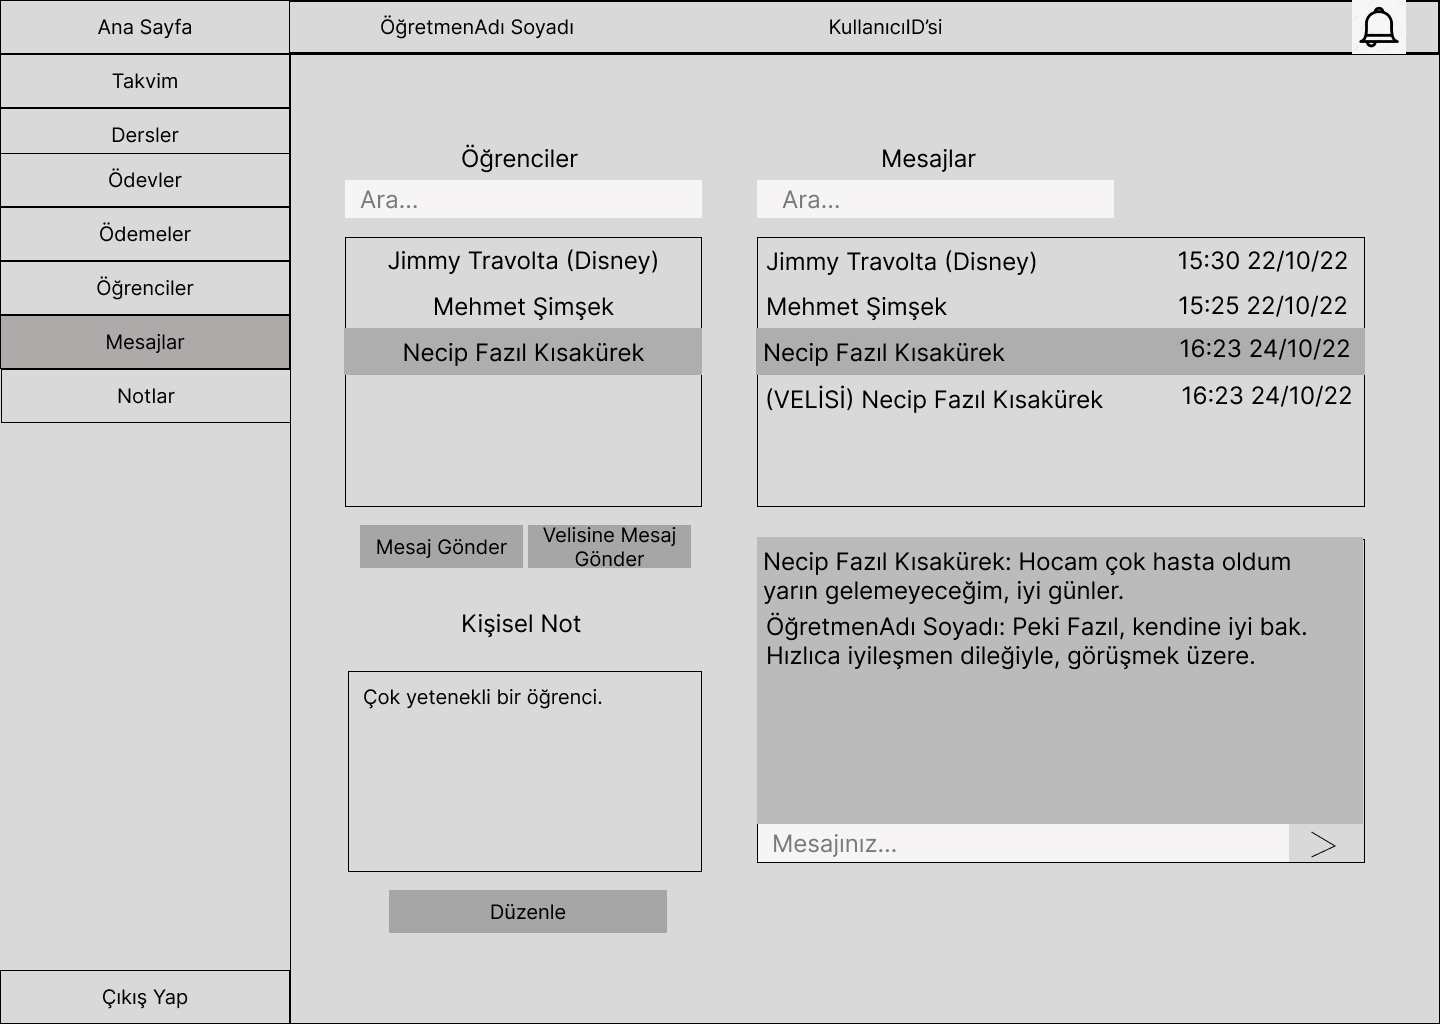 Ana Sayfa
ÖğretmenAdı Soyadı
KullanıcıID’si
Takvim
Dersler
Ödevler
Ödemeler
Öğrenciler
Mesajlar
Notlar
Çıkış Yap
Öğrenciler
Ara...
Jimmy Travolta (Disney)
Mehmet Şimşek
Necip Fazıl Kısakürek
Mesaj Gönder
Velisine Mesaj
Gönder
Kişisel Not
Çok yetenekli bir öğrenci.
Düzenle
Mesajlar
Ara...
Jimmy Travolta (Disney) 15:30 22/10/22
Mehmet Şimşek 15:25 22/10/22
Necip Fazıl Kısakürek 16:23 24/10/22
(VELİSİ) Necip Fazıl Kısakürek 16:23 24/10/22
Necip Fazıl Kısakürek: Hocam çok hasta oldum
yarın gelemeyeceğim, iyi günler.
ÖğretmenAdı Soyadı: Peki Fazıl, kendine iyi bak.
Hızlıca iyileşmen dileğiyle, görüşmek üzere.
Mesajınız...